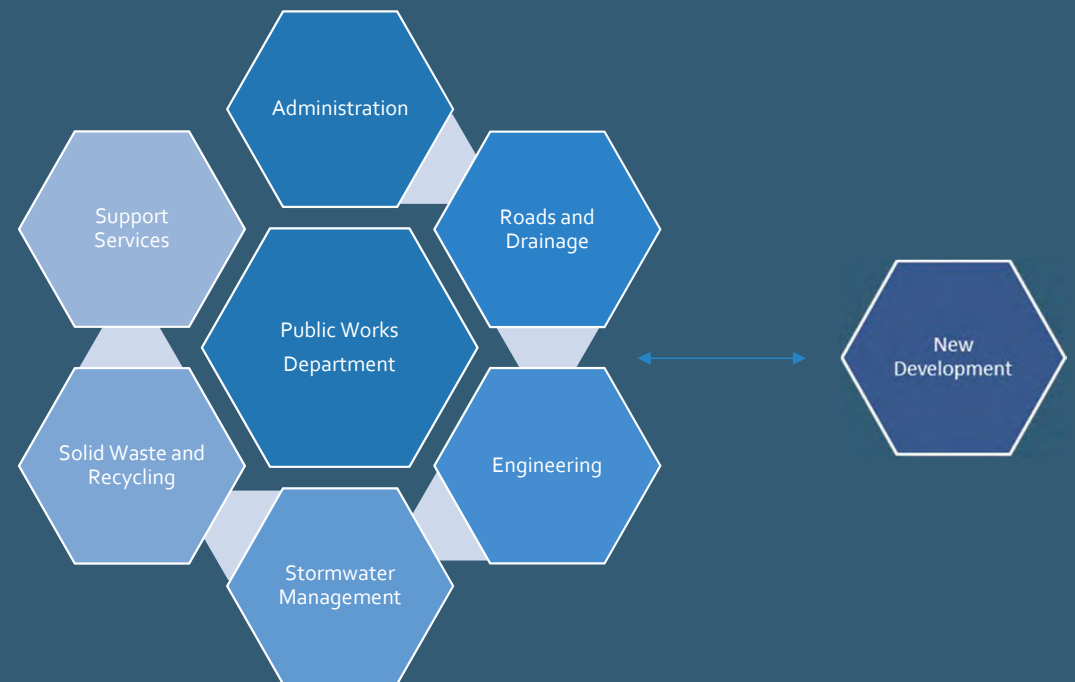 Administration
Roads and
Drainage
Support
Services
Public Works
Department
New
Development
Engineering
Solid Waste and
Recycling
Stormwater
Management